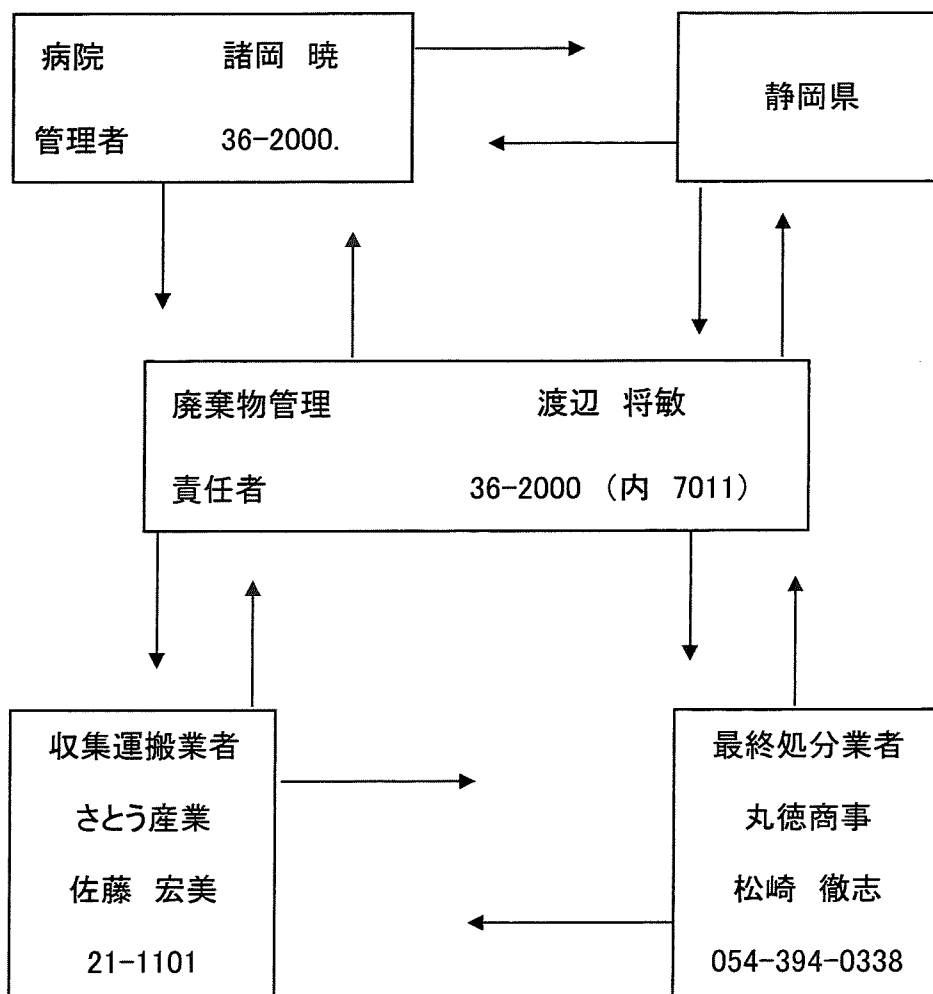 病院 諸岡 暁
管理者 36-2000.
静岡県
廃棄物管理 渡辺 将敏
責任者 36-2000 (内 7011)
収集運搬業者
さとう産業
佐藤 宏美
21-1101
最終処分業者
丸徳商事
松崎 徹志
054-394-0338